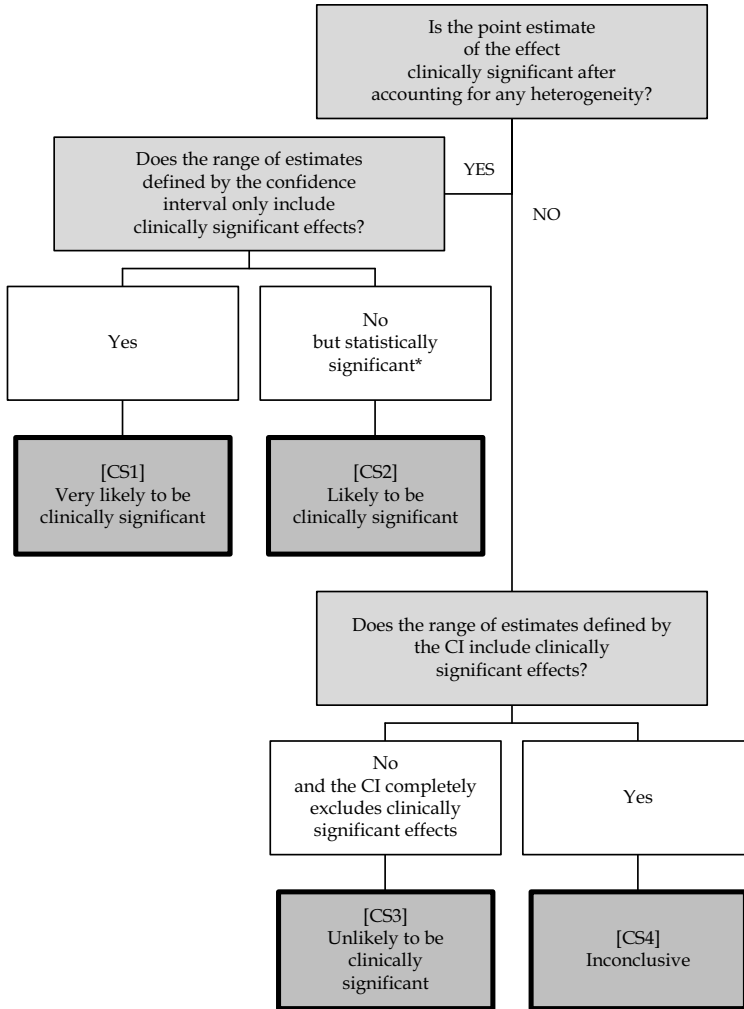 Is the point estimate
of the effect
clinically significant after
accounting for any heterogeneity?
Does the range of estimates
defined by the confidence
interval only include
clinically significant effects?
YES
NO
Yes
No
but statistically
significant*
[CS1]
Very likely to be
clinically significant
[CS2]
Likely to be
clinically significant
Does the range of estimates defined by
the CI include clinically
significant effects?
No
and the CI completely
excludes clinically
significant effects
Yes
[CS3]
Unlikely to be
clinically
significant
[CS4]
Inconclusive